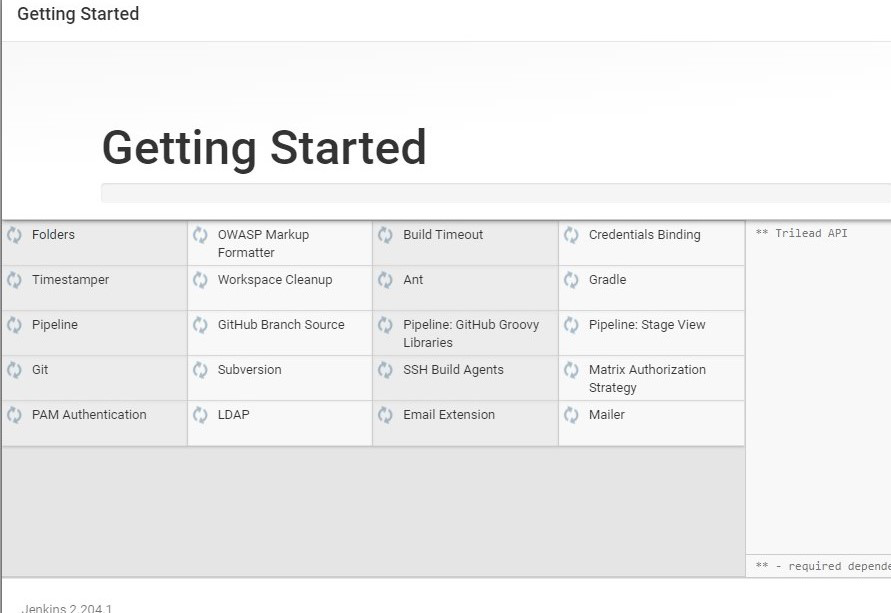 Getting Started
Getting Started
Folders
OWASP Markup
Formatter
Build Timeout
Credentials Binding
** Trilead API
Timestamper
Workspace Cleanup
Ant
Gradle
Pipeline
GitHub Branch Source
Pipeline: GitHub Groovy
Libraries
Pipeline: Stage View
Git
Subversion
SSH Build Agents
Matrix Authorization
Strategy
PAM Authentication
LDAP
Email Extension
Mailer
** - required depende
Jenkins 2.204.1